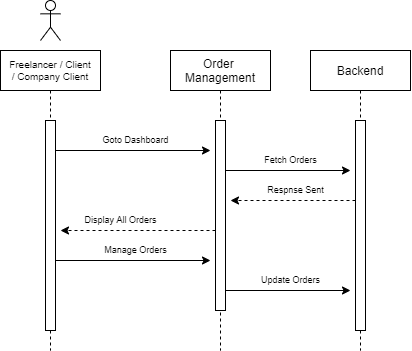 Freelancer / Client
/ Company Client
Order
Management
Backend
Goto Dashboard
Fetch Orders
Respnse Sent
Display All Orders
Manage Orders
Update Orders